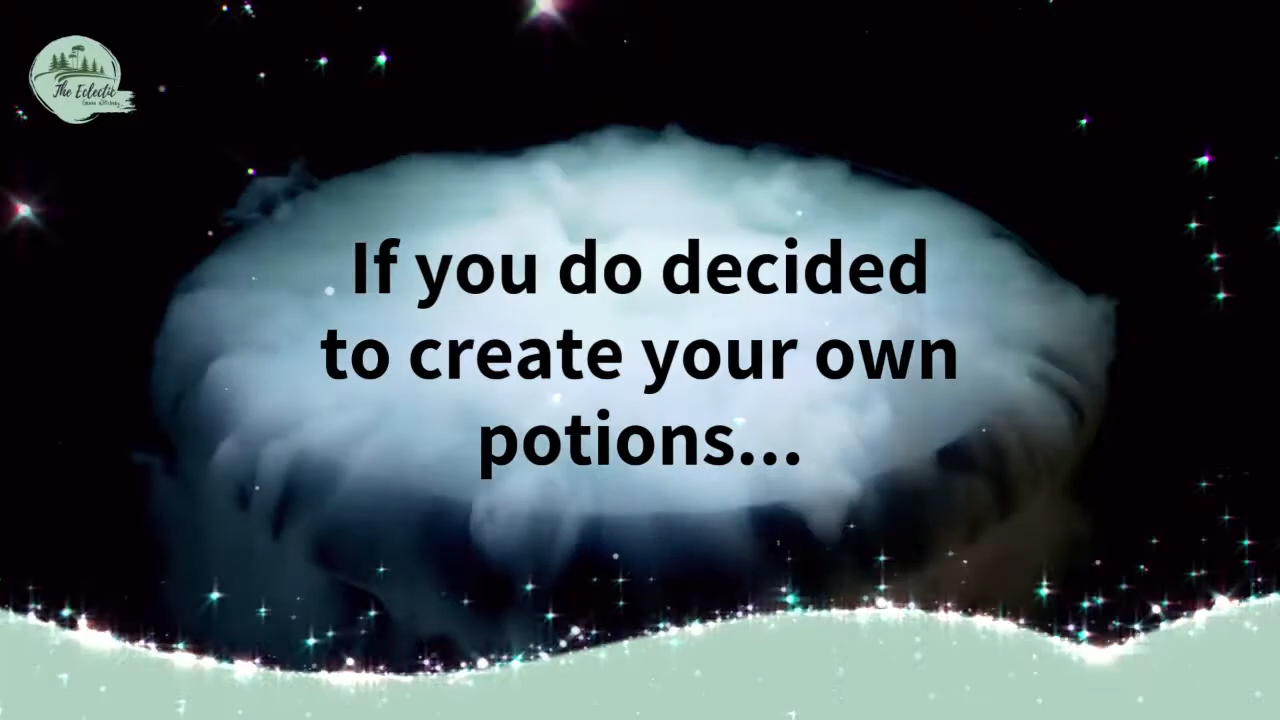 The Eclectic
If you do decided
to create your own
potions...